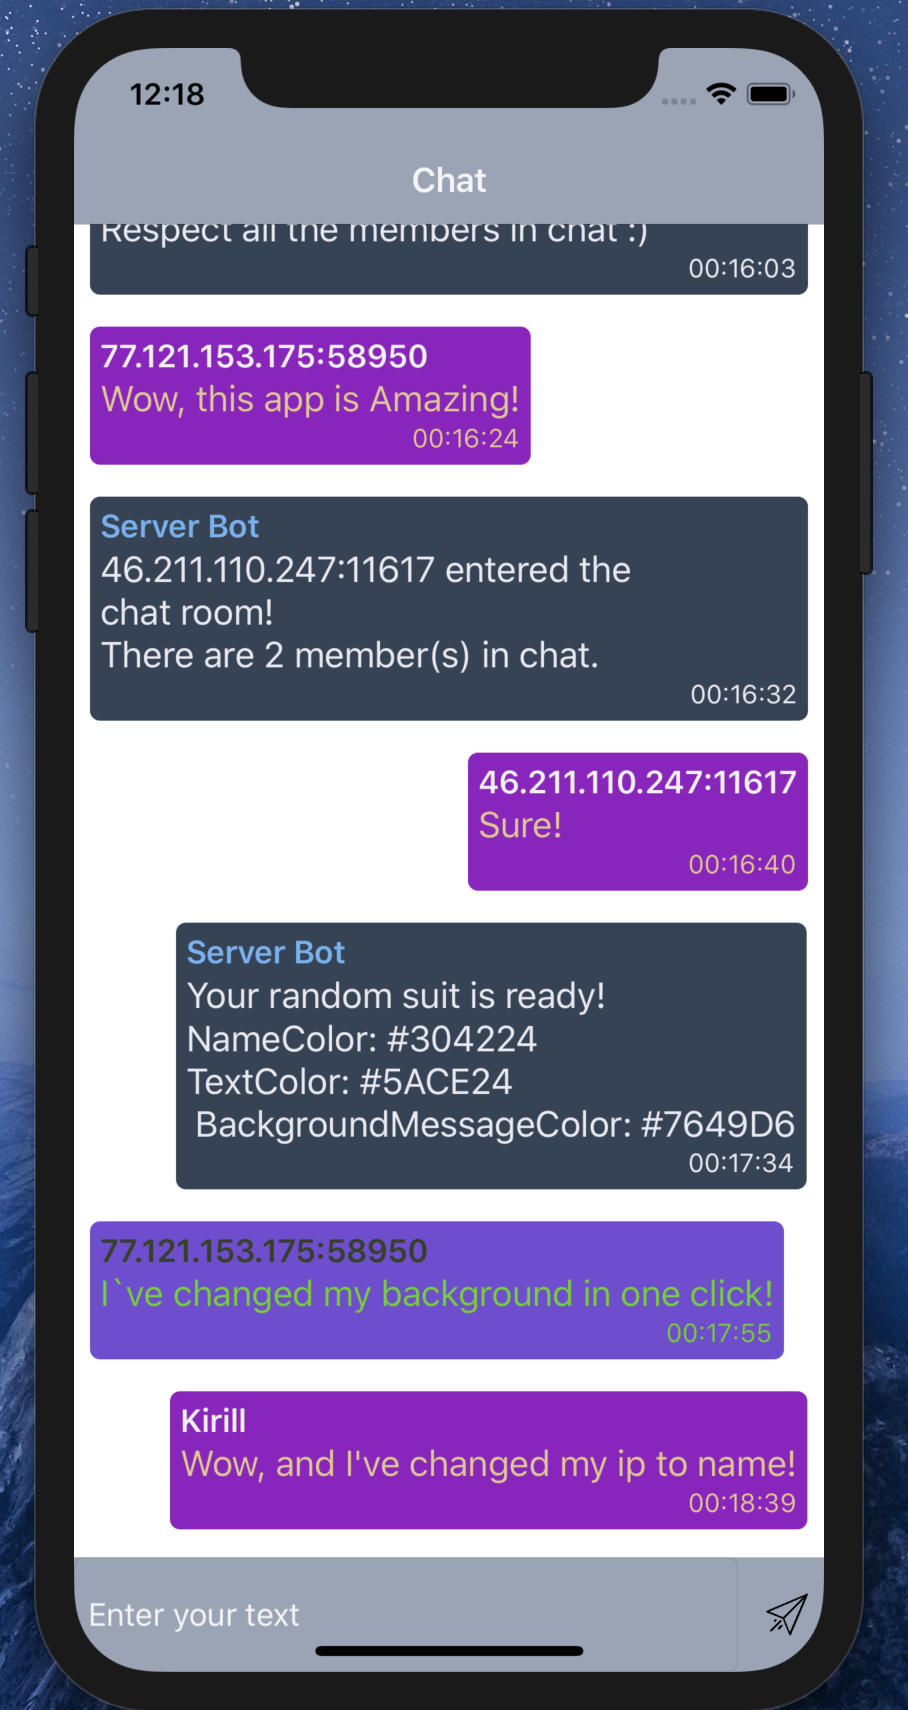 12:18
Chat
Respect all the members in chat :)
00:16:03
77.121.153.175:58950
Wow, this app is Amazing!
00:16:24
Server Bot
46.211.110.247:11617 entered the
chat room!
There are 2 member(s) in chat.
00:16:32
46.211.110.247:11617
Sure!
00:16:40
Server Bot
Your random suit is ready!
NameColor: #304224
TextColor: #5ACE24
BackgroundMessageColor: #7649D6
00:17:34
77.121.153.175:58950
I`ve changed my background in one click!
00:17:55
Kirill
Wow, and I've changed my ip to name!
00:18:39
Enter your text